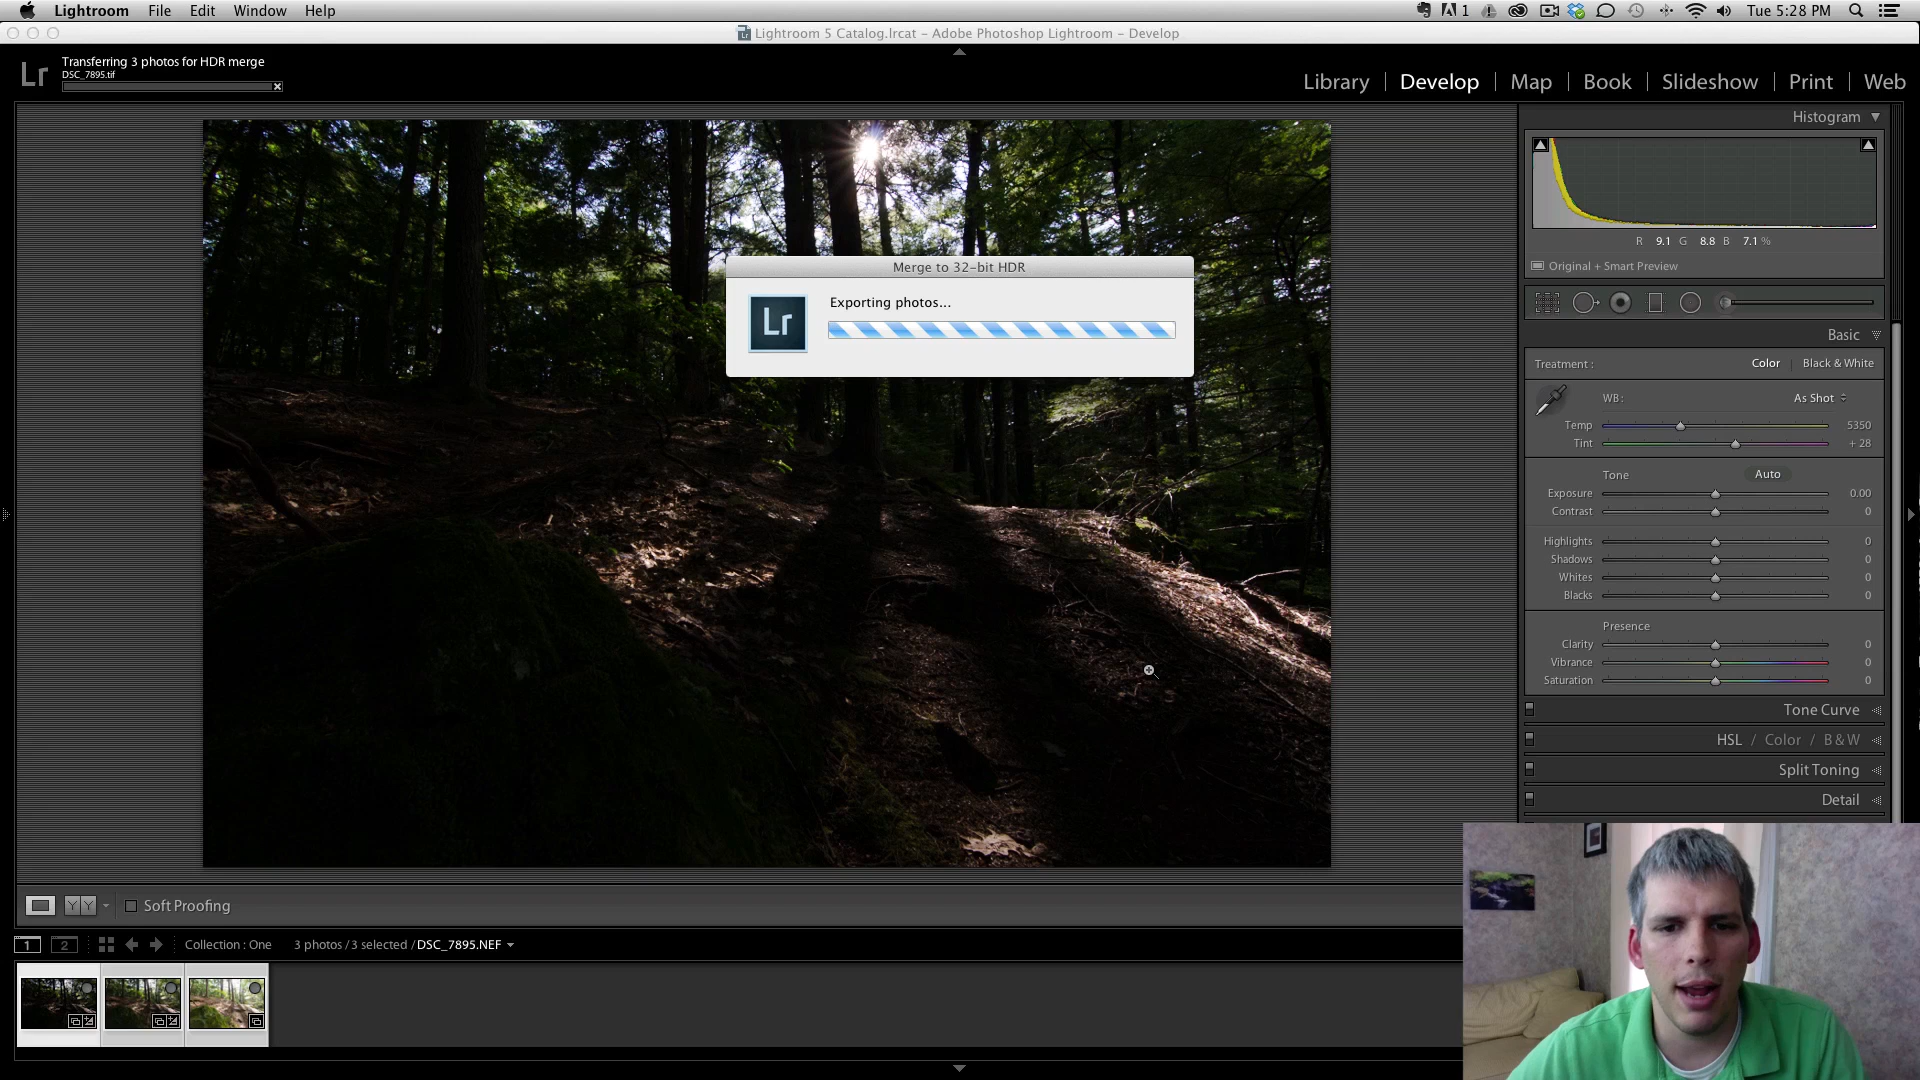 Lightroom File Edit Window Help
1 Tue 5:28 PM
Lightroom 5 Catalog.lrcat – Adobe Photoshop Lightroom – Develop
Lr
Transferring 3 photos for HDR merge
DSC_7895.tif
Library | Develop | Map | Book | Slideshow | Print | Web
Histogram
R 9.1 G 8.8 B 7.1 %
Original + Smart Preview
Merge to 32-bit HDR
Lr
Exporting photos...
Basic
Treatment : Color | Black & White
WB: As Shot
Temp 5350
Tint + 28
Tone Auto
Exposure 0.00
Contrast 0
Highlights 0
Shadows 0
Whites 0
Blacks 0
Presence
Clarity 0
Vibrance 0
Saturation 0
Tone Curve
HSL / Color / B & W
Split Toning
Detail
Y Y Soft Proofing
1 2 Collection : One 3 photos / 3 selected / DSC_7895.NEF